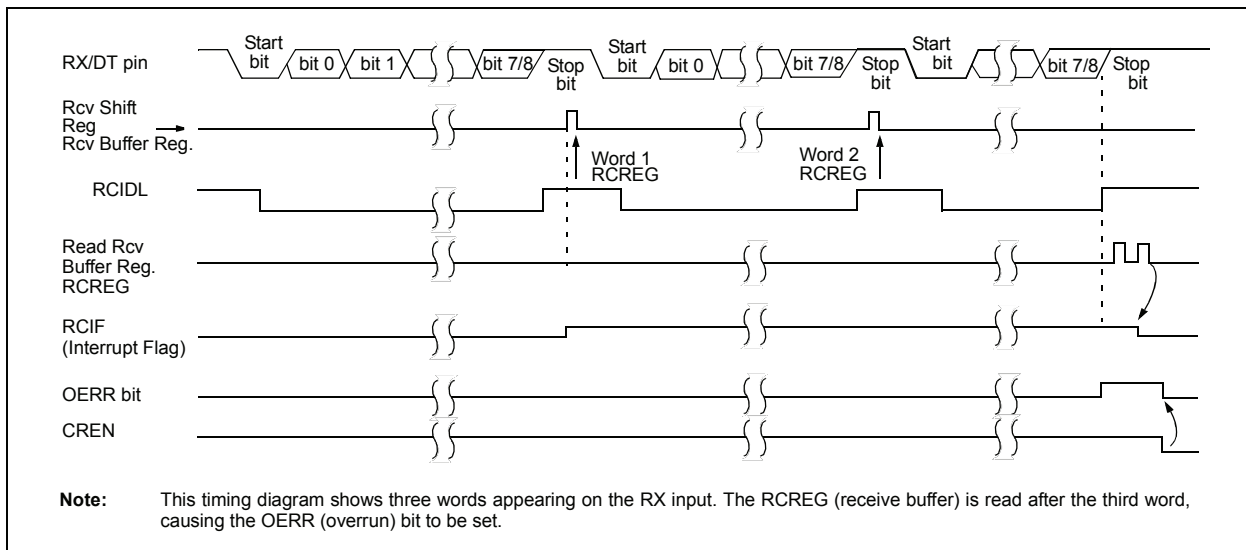 Start bit
bit 0
bit 1
bit 7/8
Stop bit
Start bit
bit 0
bit 7/8
Stop bit
Start bit
bit 7/8
Stop bit
RX/DT pin
Rcv Shift
Reg
Rcv Buffer Reg.
Word 1
RCREG
Word 2
RCREG
RCIDL
Read Rcv
Buffer Reg.
RCREG
RCIF
(Interrupt Flag)
OERR bit
CREN
Note: This timing diagram shows three words appearing on the RX input. The RCREG (receive buffer) is read after the third word,
causing the OERR (overrun) bit to be set.